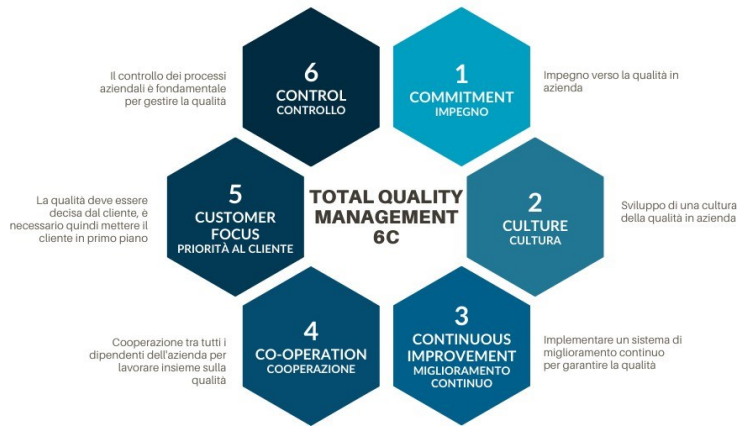 TOTAL QUALITY
MANAGEMENT
6C
1
COMMITMENT
IMPEGNO
Impegno verso la qualità in
azienda
2
CULTURE
CULTURA
Sviluppo di una cultura
della qualità in azienda
3
CONTINUOUS
IMPROVEMENT
MIGLIORAMENTO
CONTINUO
Implementare un sistema di
miglioramento continuo
per garantire la qualità
4
CO-OPERATION
COOPERAZIONE
Cooperazione tra tutti i
dipendenti dell'azienda per
lavorare insieme sulla
qualità
5
CUSTOMER
FOCUS
PRIORITÀ AL CLIENTE
La qualità deve essere
decisa dal cliente, è
necessario quindi mettere il
cliente in primo piano
6
CONTROL
CONTROLLO
Il controllo dei processi
aziendali è fondamentale
per gestire la qualità